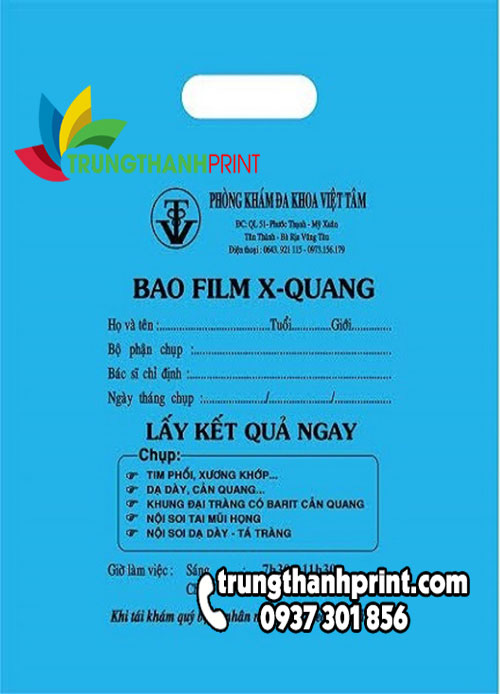 TRUNGTHANHPRINT
PHÒNG KHÁM ĐA KHOA VIỆT TÂM
ĐC: QL 51- Phước Thạnh - Mỹ Xuân
Tân Thành - Bà Rịa Vũng Tàu
Điện thoại : 0643. 921 115 - 0973.156.179
BAO FILM X-QUANG
Họ và tên :..........Tuổi..........Giới..........
Bộ phận chụp :..........
Bác sĩ chỉ định :..........
Ngày tháng chụp :........../........../..........
LẤY KẾT QUẢ NGAY
Chụp:
TIM PHỔI, XƯƠNG KHỚP...
DẠ DÀY, CẢN QUANG...
KHUNG ĐẠI TRÀNG CÓ BARIT CẢN QUANG
NỘI SOI TAI MŨI HỌNG
NỘI SOI DẠ DÀY - TÁ TRÀNG
Giờ làm việc : Sáng : 7h30 - 11h30
trungthanhprint.com
0937 301 856
Khi tái khám quý